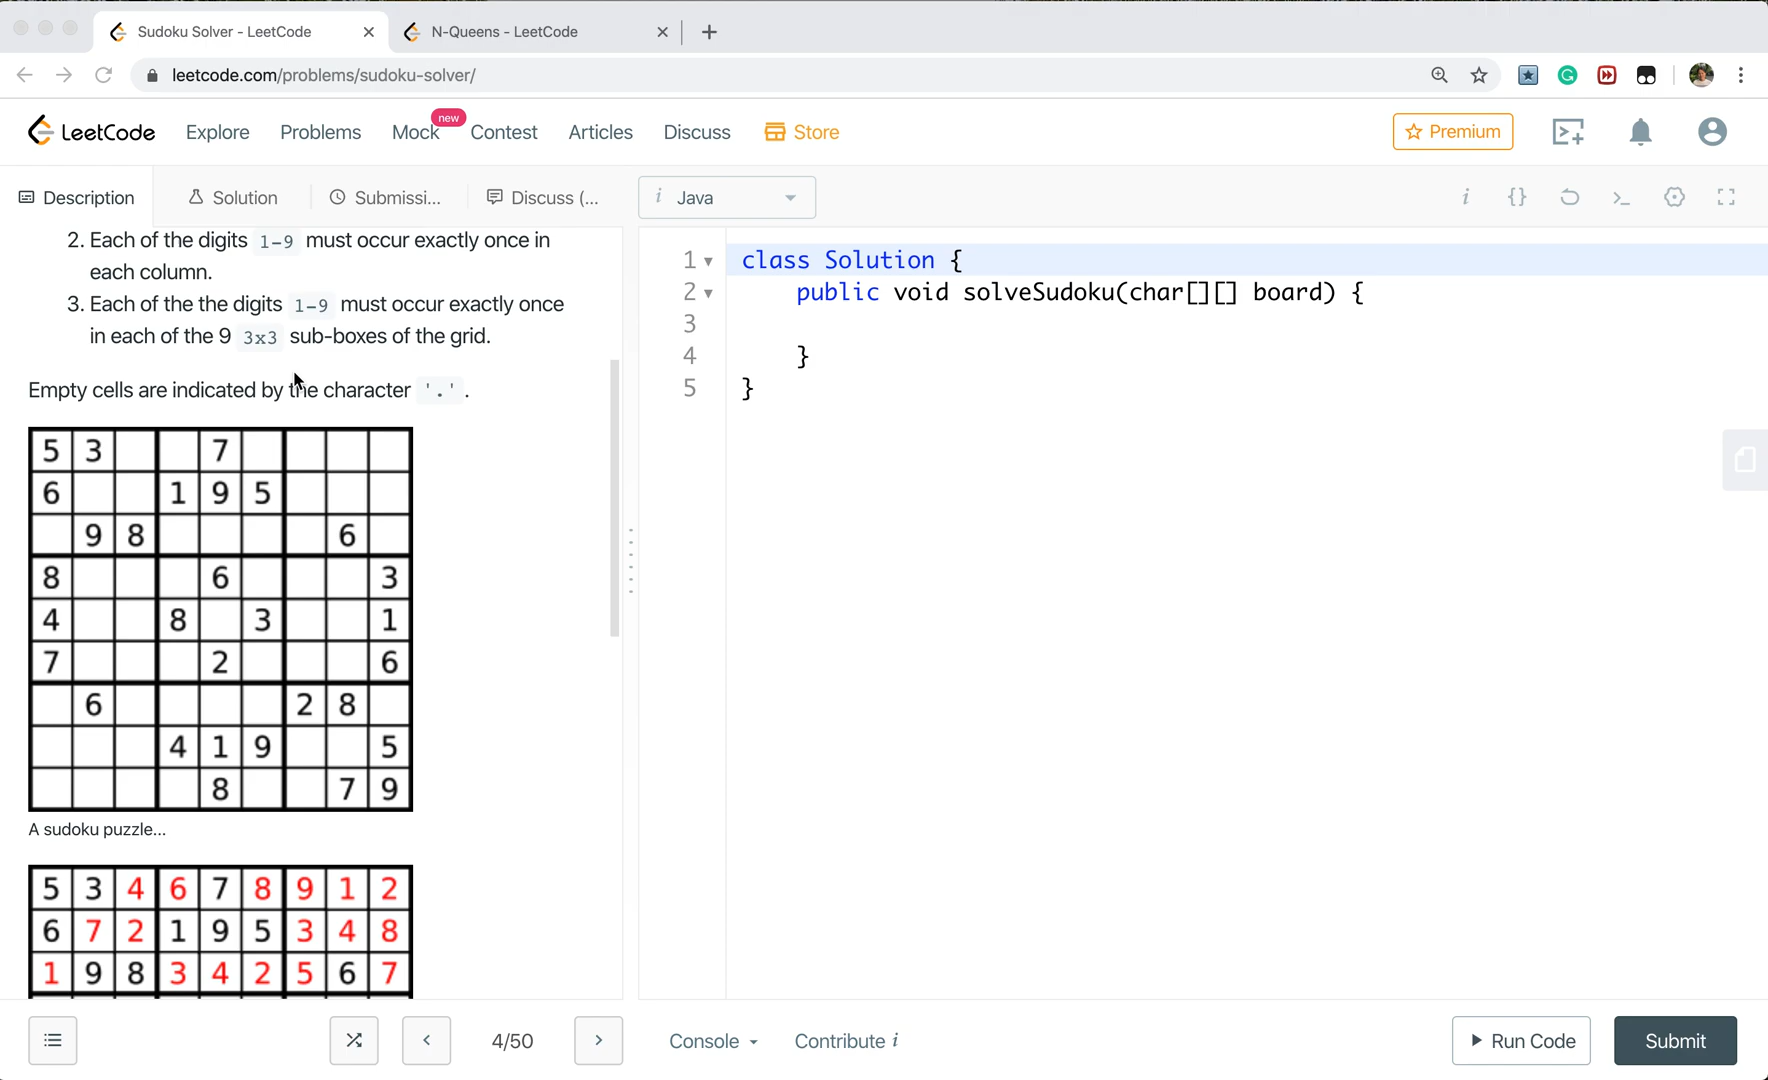 Sudoku Solver - LeetCode
N-Queens - LeetCode
leetcode.com/problems/sudoku-solver/
LeetCode
Explore
Problems
Mock
new
Contest
Articles
Discuss
Store
Premium
Description
Solution
Submissi...
Discuss (...
i Java
2. Each of the digits 1-9 must occur exactly once in
each column.
3. Each of the the digits 1-9 must occur exactly once
in each of the 9 3x3 sub-boxes of the grid.
Empty cells are indicated by the character '.'.
5 3 7
6 1 9 5
9 8 6
8 6 3
4 8 3 1
7 2 6
6 2 8
4 1 9 5
8 7 9
A sudoku puzzle...
5 3 4 6 7 8 9 1 2
6 7 2 1 9 5 3 4 8
1 9 8 3 4 2 5 6 7
1 class Solution {
2 public void solveSudoku(char[][] board) {
3
4 }
5 }
4/50
Console
Contribute i
Run Code
Submit